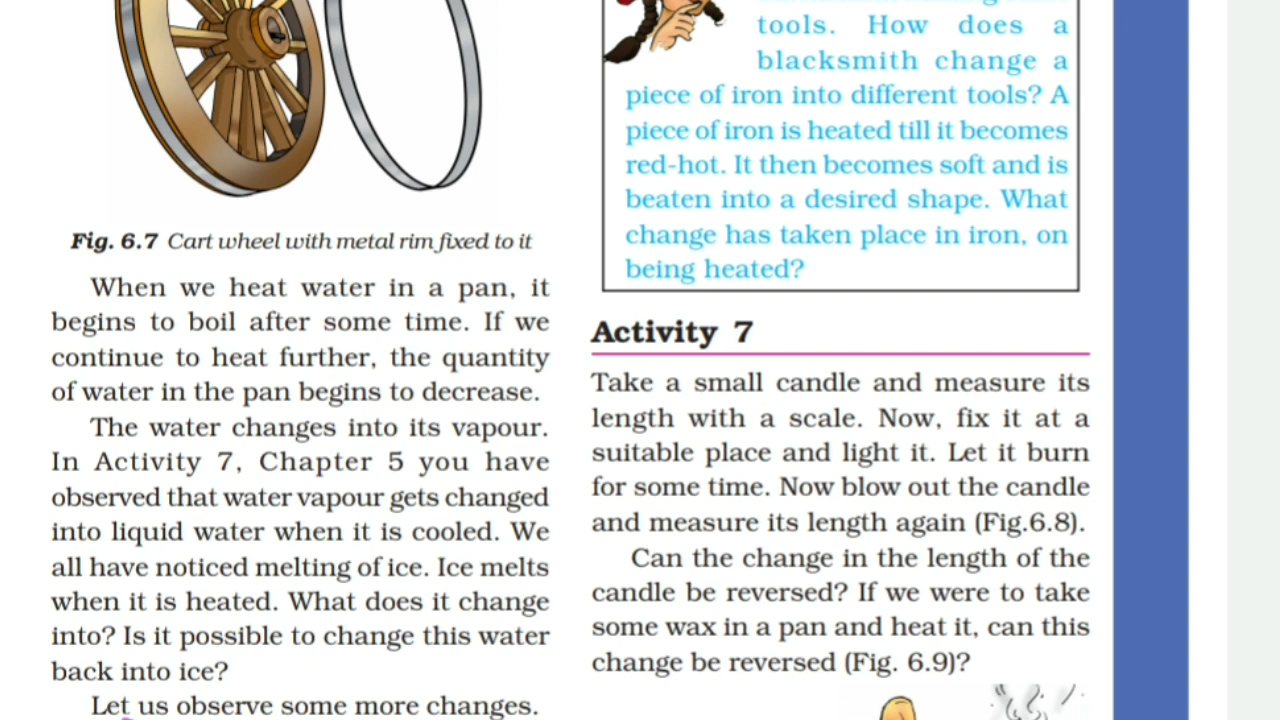 Fig. 6.7 Cart wheel with metal rim fixed to it
When we heat water in a pan, it
begins to boil after some time. If we
continue to heat further, the quantity
of water in the pan begins to decrease.
The water changes into its vapour.
In Activity 7, Chapter 5 you have
observed that water vapour gets changed
into liquid water when it is cooled. We
all have noticed melting of ice. Ice melts
when it is heated. What does it change
into? Is it possible to change this water
back into ice?
Let us observe some more changes.
tools. How does a
blacksmith change a
piece of iron into different tools? A
piece of iron is heated till it becomes
red-hot. It then becomes soft and is
beaten into a desired shape. What
change has taken place in iron, on
being heated?
Activity 7
Take a small candle and measure its
length with a scale. Now, fix it at a
suitable place and light it. Let it burn
for some time. Now blow out the candle
and measure its length again (Fig.6.8).
Can the change in the length of the
candle be reversed? If we were to take
some wax in a pan and heat it, can this
change be reversed (Fig. 6.9)?